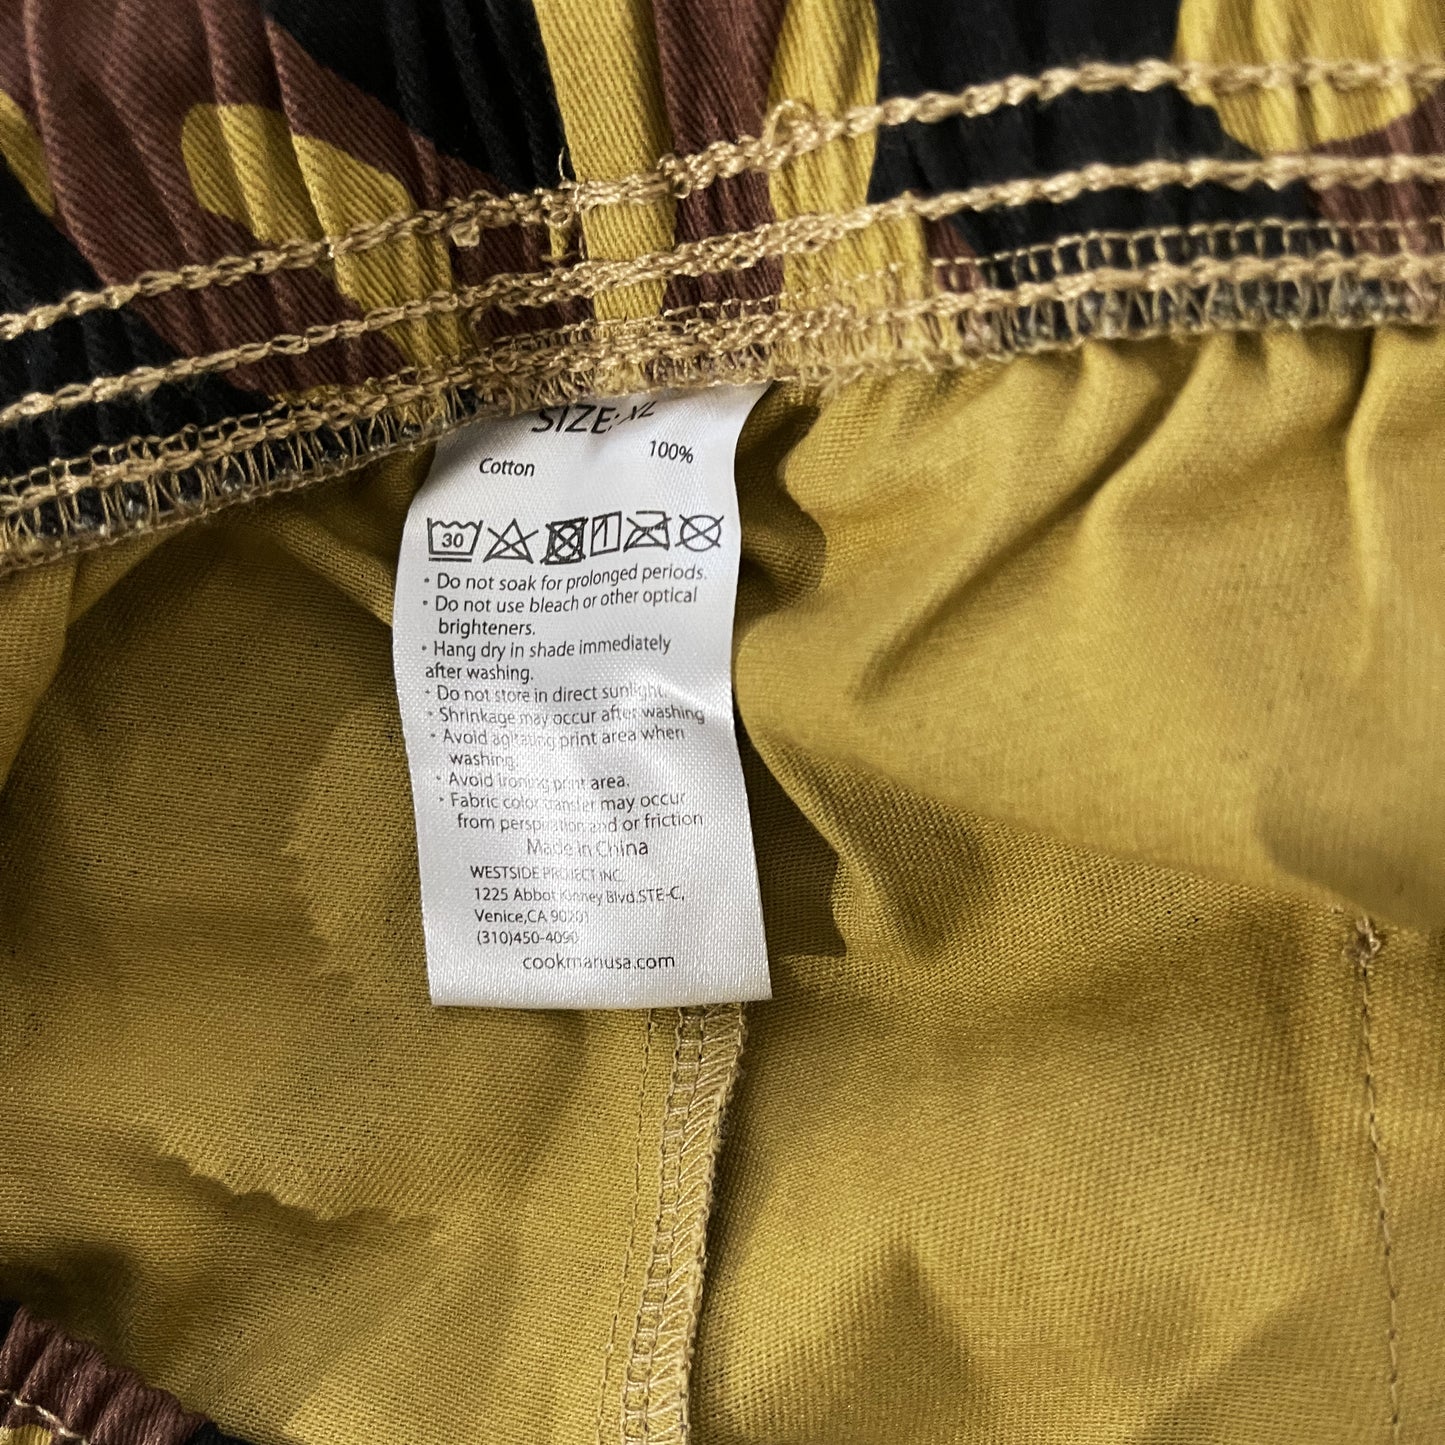 SIZE: XL
Cotton 100%
30
• Do not soak for prolonged periods.
• Do not use bleach or other optical
brighteners.
• Hang dry in shade immediately
after washing.
• Do not store in direct sunlight.
• Shrinkage may occur after washing
• Avoid agitating print area when
washing.
• Avoid ironing print area.
• Fabric color transfer may occur
from perspiration and or friction
Made in China
WESTSIDE PROJECT INC.
1225 Abbot Kinney Blvd.STE-C,
Venice,CA 90291
(310)450-4090
cookmanusa.com